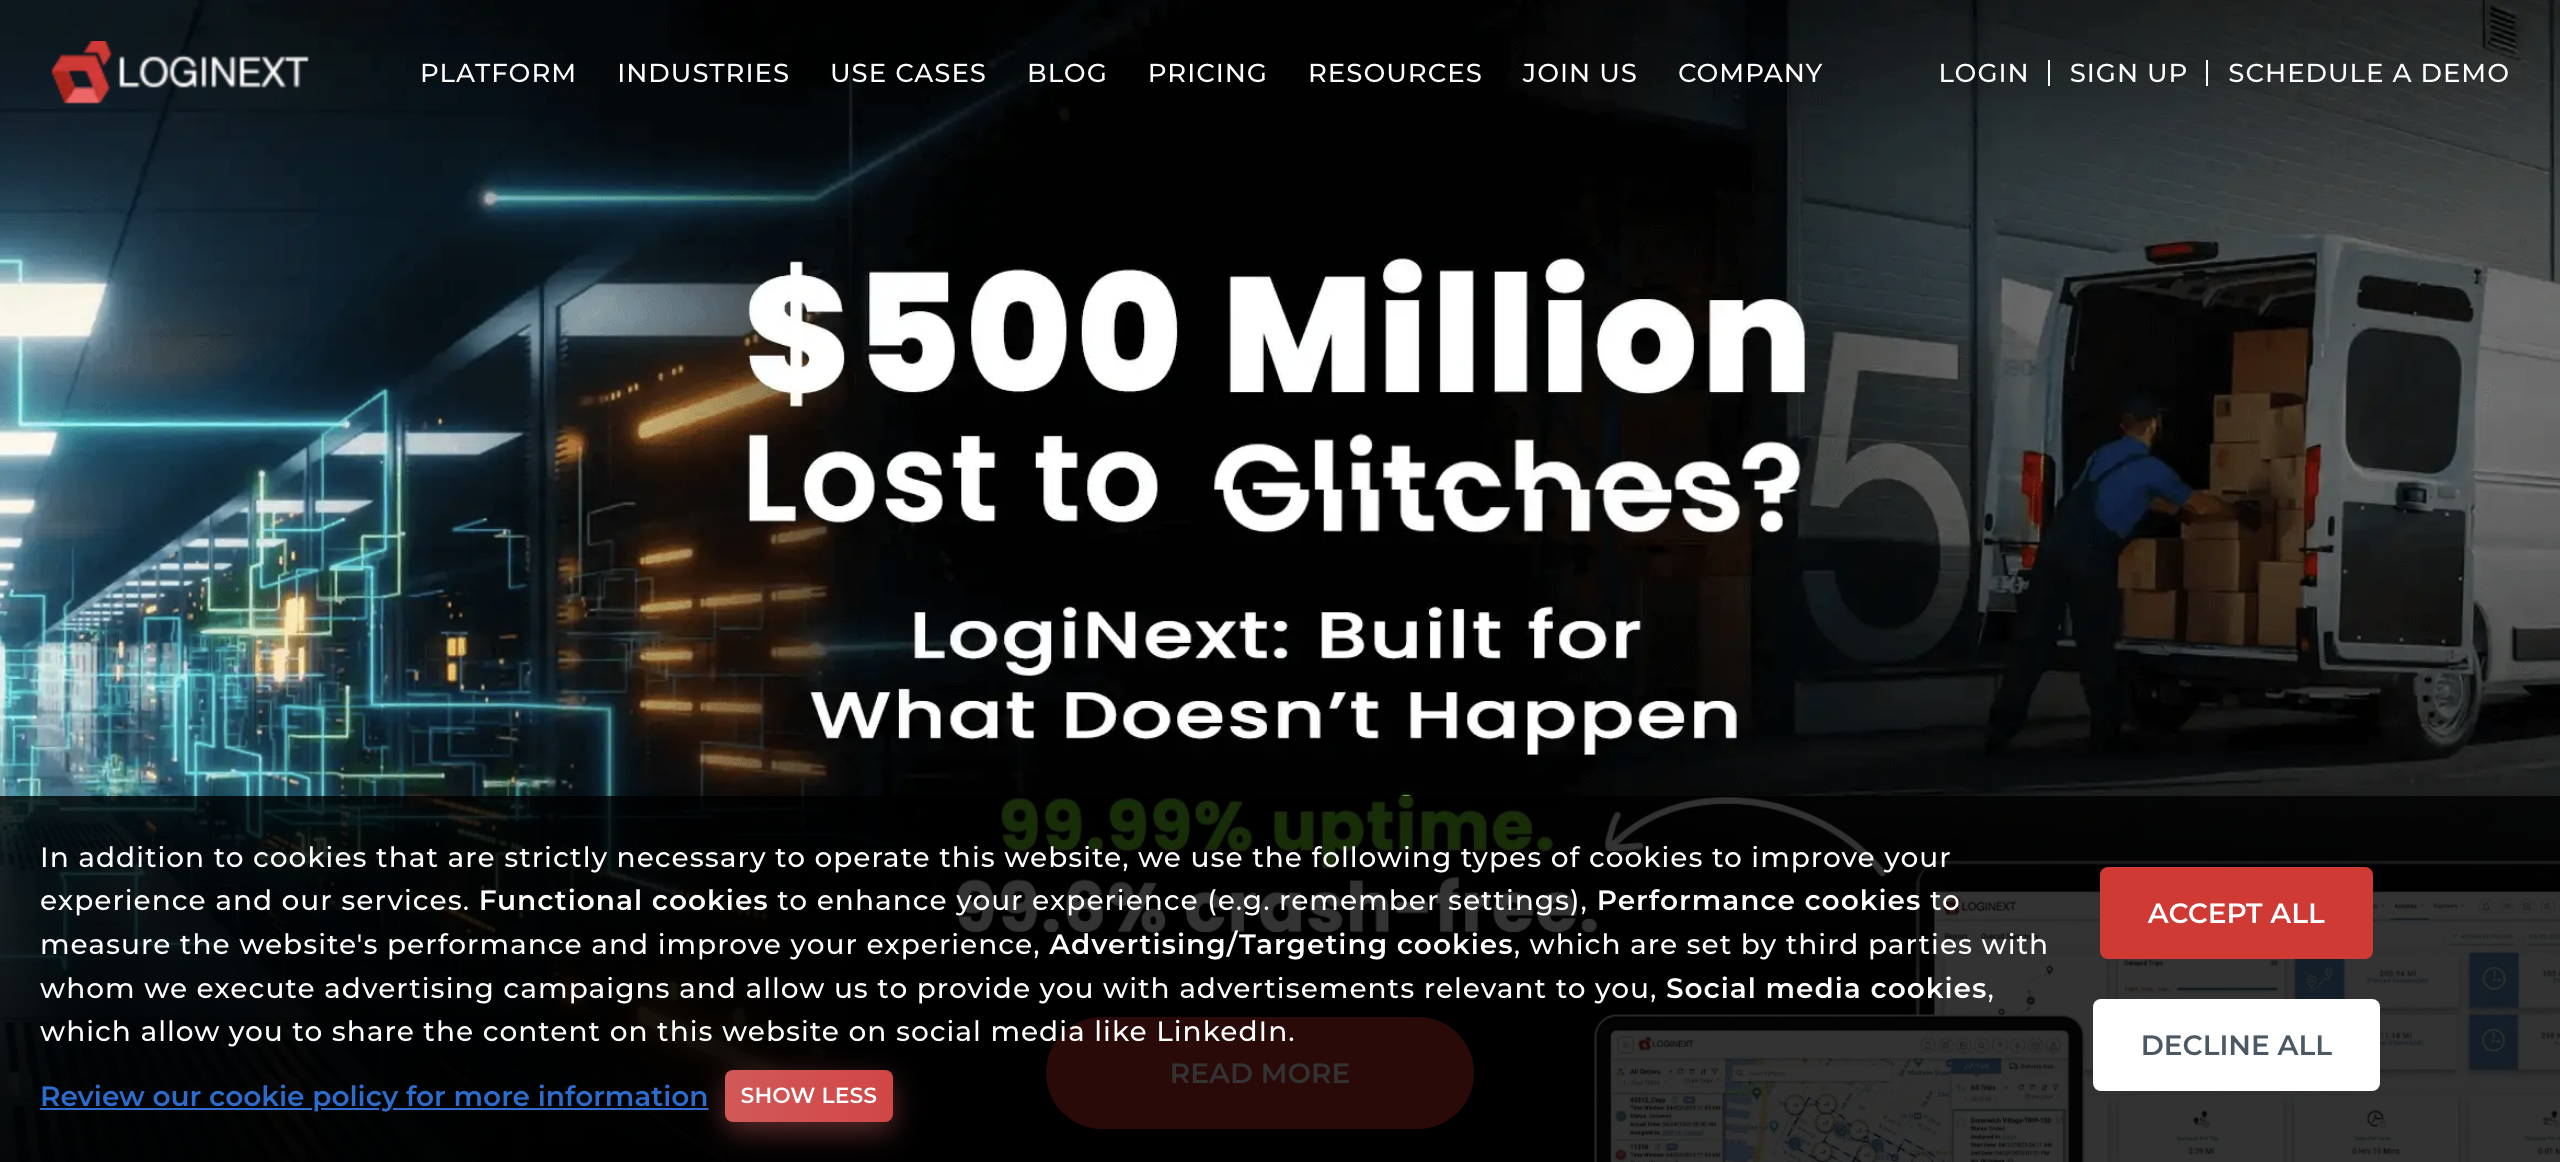 LOGINEXT
PLATFORM INDUSTRIES USE CASES BLOG PRICING RESOURCES JOIN US COMPANY LOGIN | SIGN UP | SCHEDULE A DEMO
$500 Million
Lost to Glitches?
5
LogiNext: Built for
What Doesn't Happen
99.99% uptime.
In addition to cookies that are strictly necessary to operate this website, we use the following types of cookies to improve your
experience and our services. Functional cookies to enhance your experience (e.g. remember settings), Performance cookies to
measure the website's performance and improve your experience, Advertising/Targeting cookies, which are set by third parties with
whom we execute advertising campaigns and allow us to provide you with advertisements relevant to you, Social media cookies,
which allow you to share the content on this website on social media like LinkedIn.
Review our cookie policy for more information SHOW LESS
ACCEPT ALL
DECLINE ALL
crash-free.
READ MORE
LOGINEXT
LOGINEXT
All Orders
All Trips